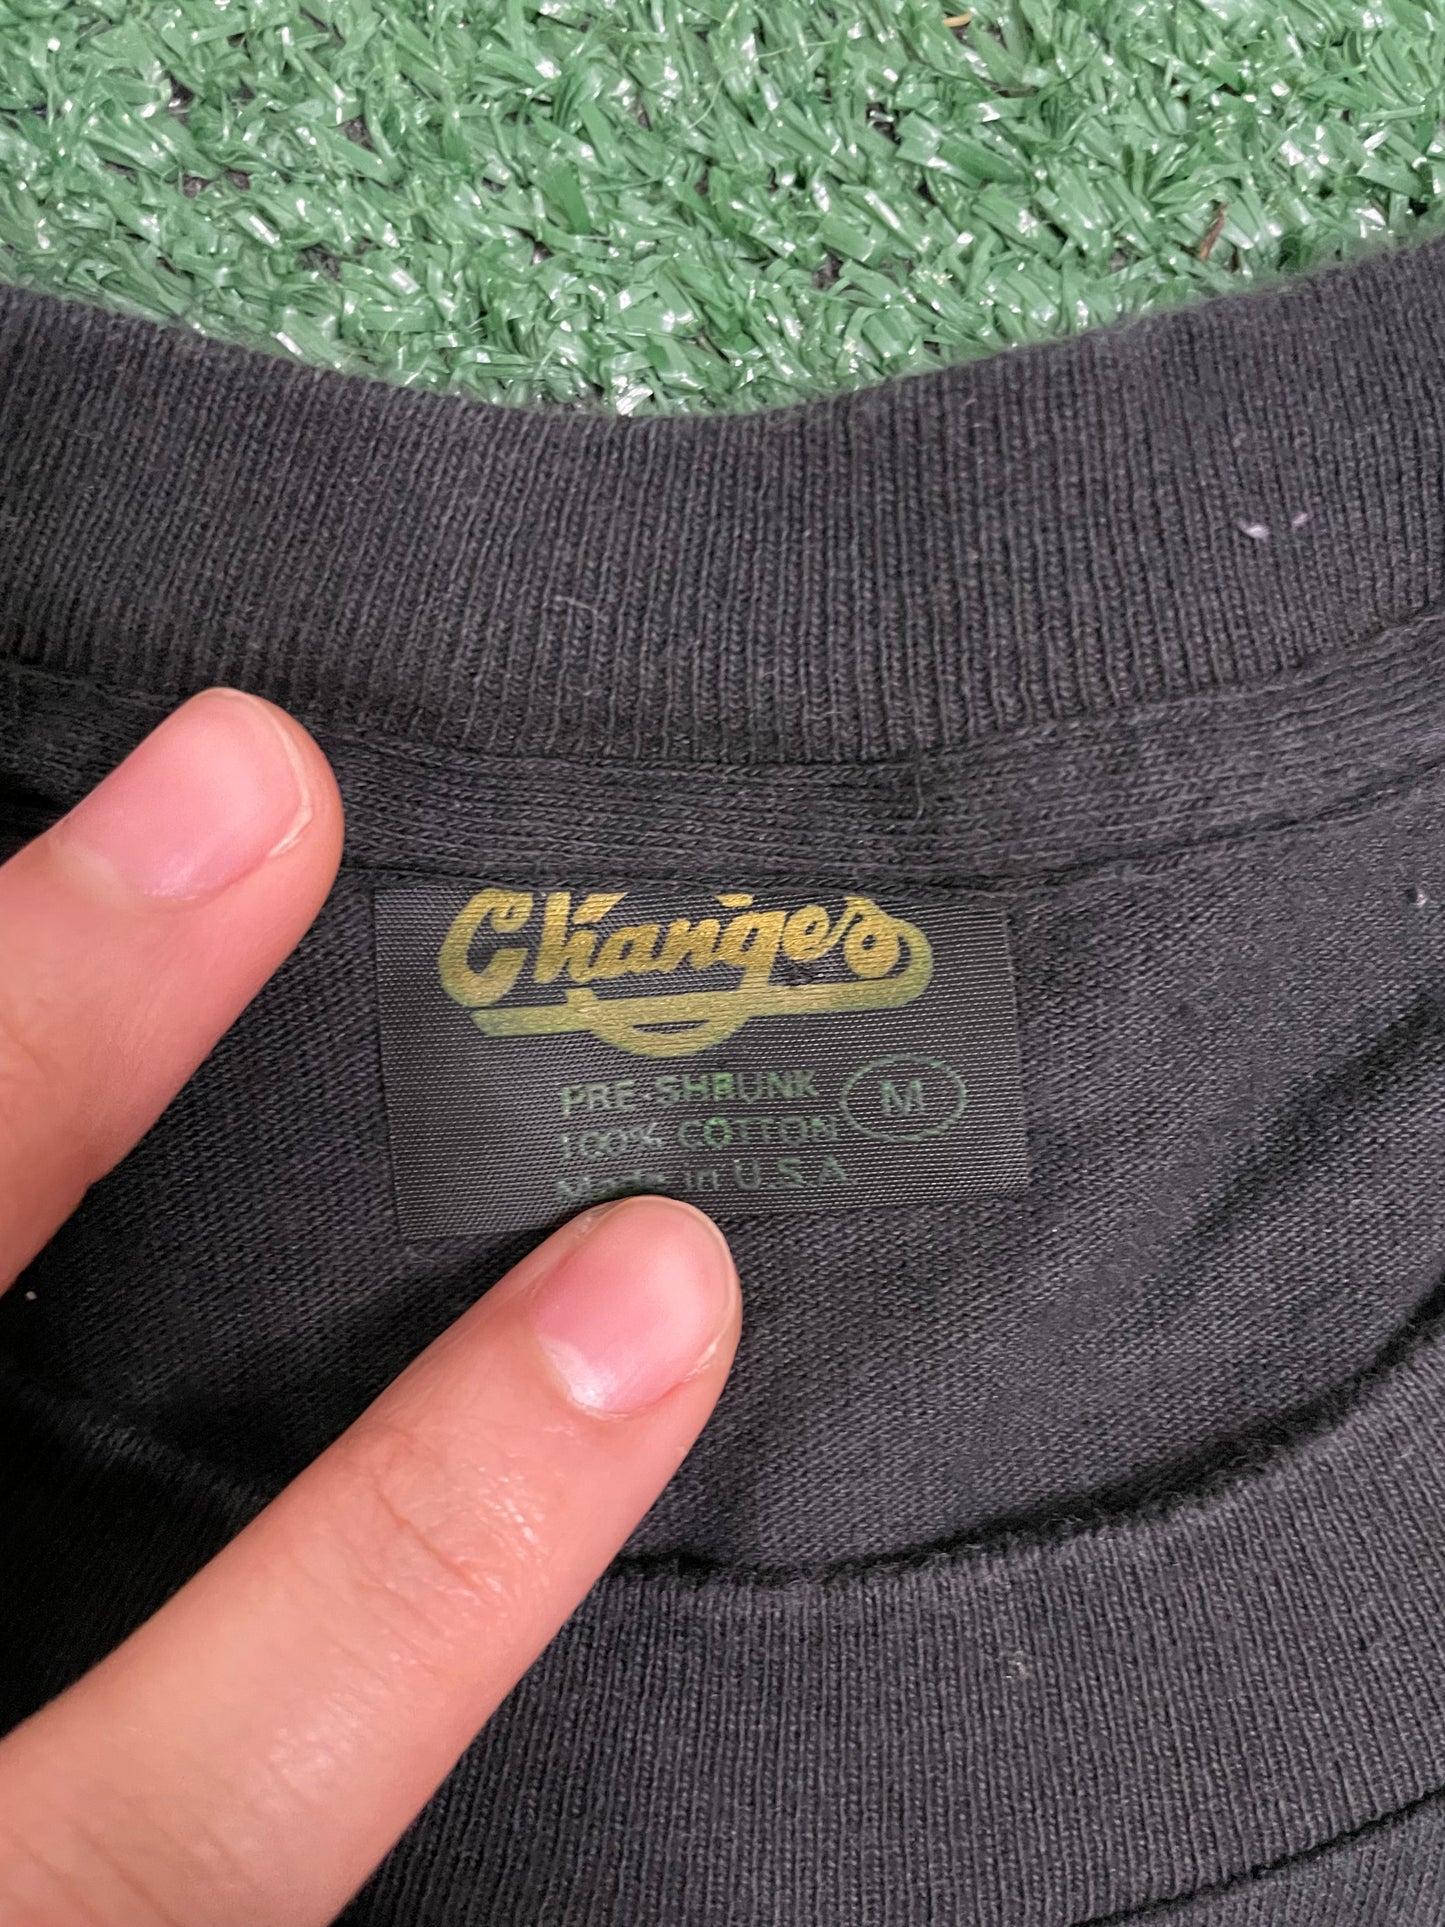 Changes
PRE-SHRUNK
100% COTTON
Made in U.S.A
M